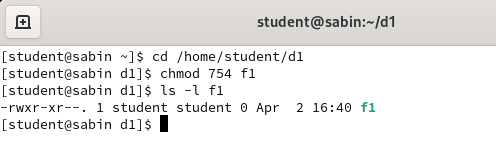 student@sabin:~/d1
[student@sabin ~]$ cd /home/student/d1
[student@sabin d1]$ chmod 754 f1
[student@sabin d1]$ ls -l f1
-rwxr-xr--. 1 student student 0 Apr  2 16:40 f1
[student@sabin d1]$